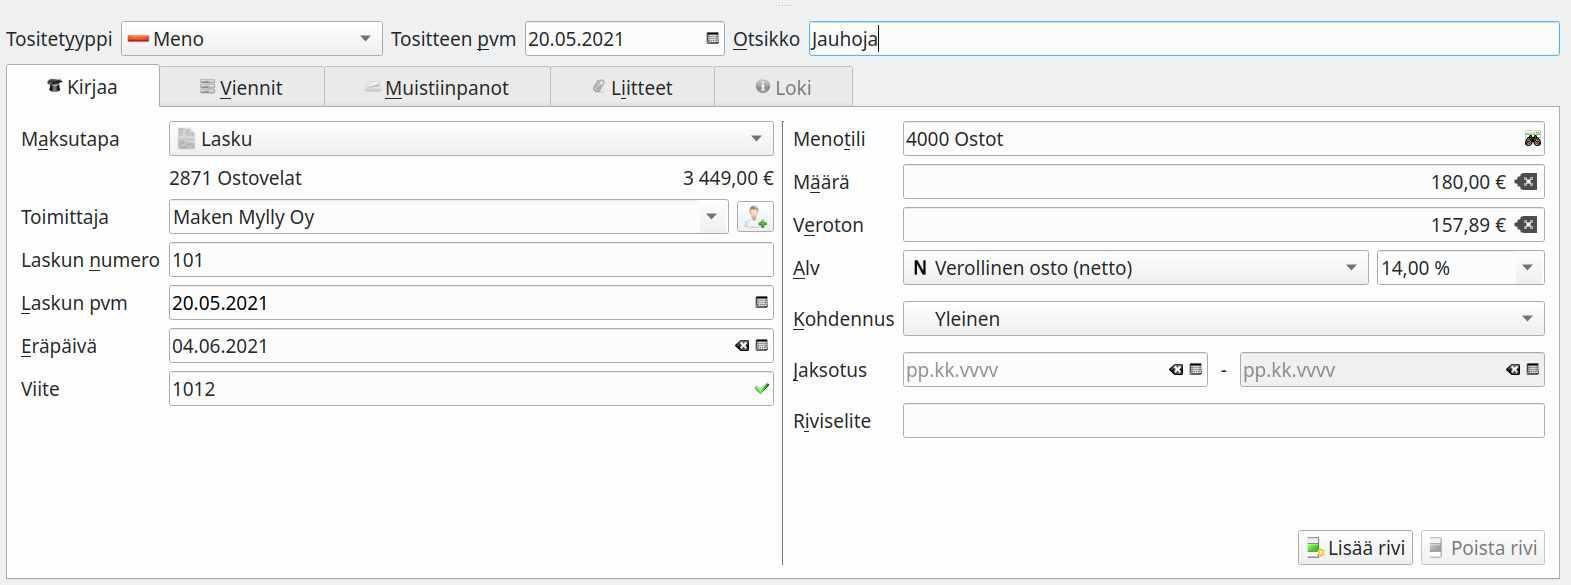 Tositetyyppi Meno Tositteen pvm 20.05.2021 Otsikko Jauhoja
Kirjaa Viennit Muistiinpanot Liitteet Loki
Maksutapa Lasku
2871 Ostovelat 3 449,00 €
Toimittaja Maken Mylly Oy
Laskun numero 101
Laskun pvm 20.05.2021
Eräpäivä 04.06.2021
Viite 1012
Menotili 4000 Ostot
Määrä 180,00 €
Veroton 157,89 €
Alv N Verollinen osto (netto) 14,00 %
Kohdennus Yleinen
Jaksotus pp.kk.vvvv - pp.kk.vvvv
Riviselite
Lisää rivi Poista rivi